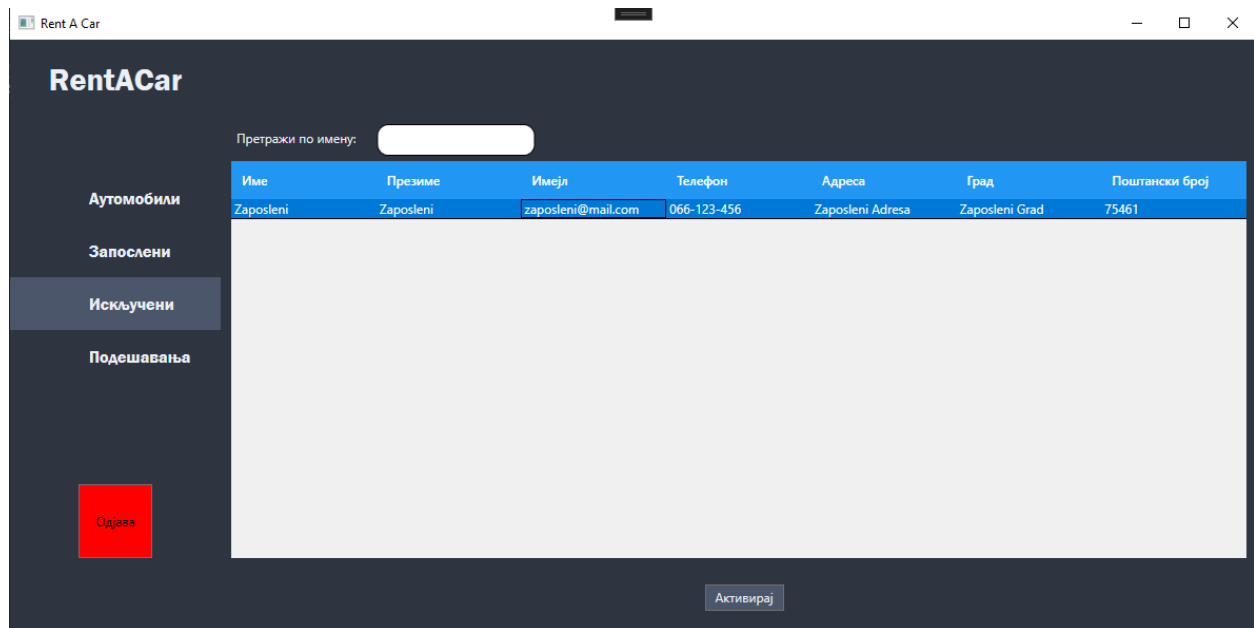 Rent A Car
RentACar
Претражи по имену:
Име Презиме Имејл Телефон Адреса Град Поштански број
Zaposleni Zaposleni zaposleni@mail.com 066-123-456 Zaposleni Adresa Zaposleni Grad 75461
Аутомобили
Запослени
Искључени
Подешавања
Одјава
Активирај